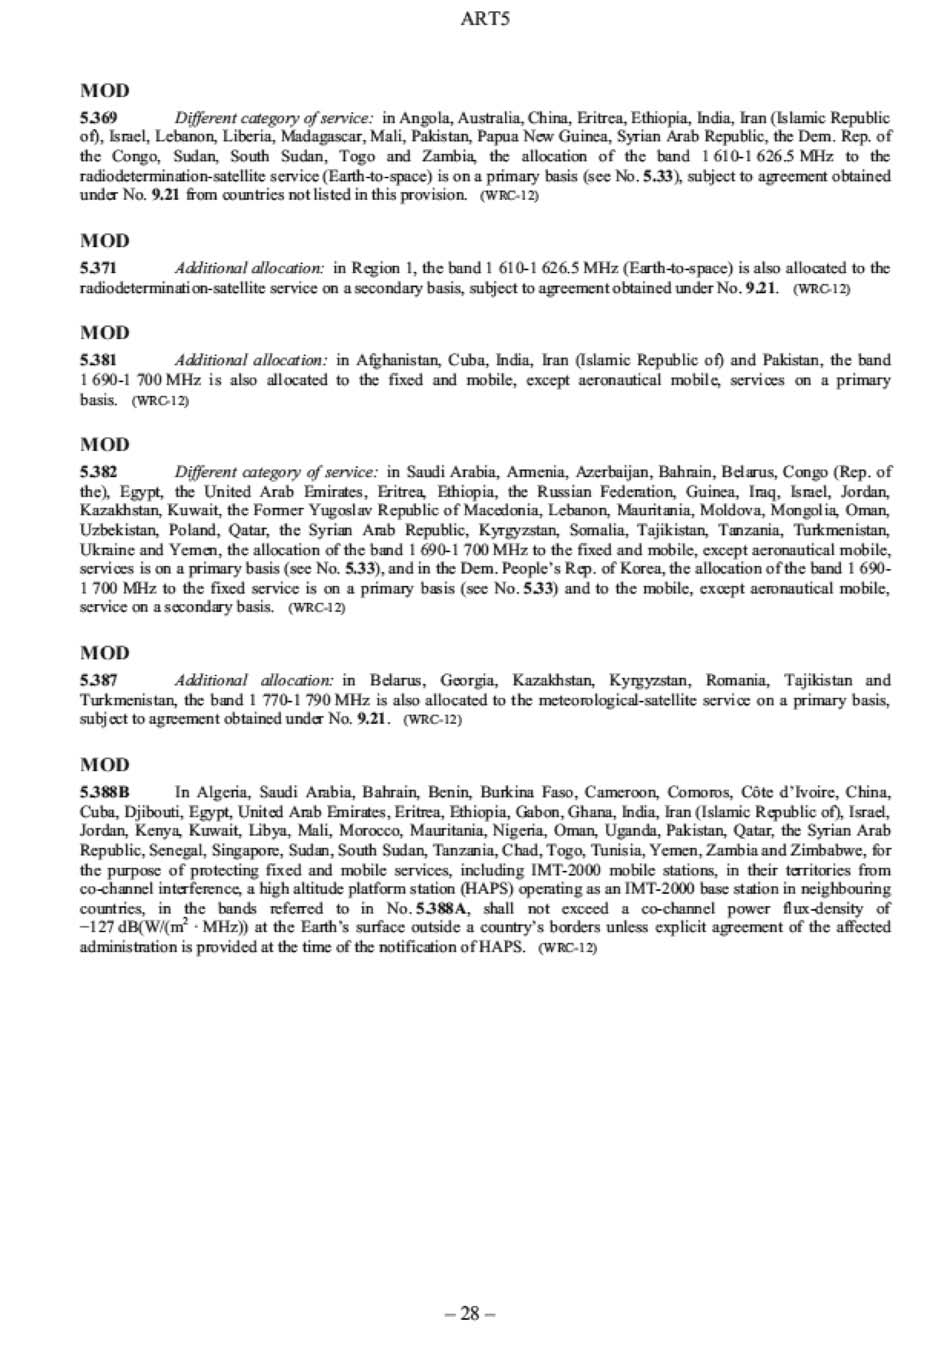 ART5
MOD
5.369 Different category of service: in Angola, Australia, China, Eritrea, Ethiopia, India, Iran (Islamic Republic
of), Israel, Lebanon, Liberia, Madagascar, Mali, Pakistan, Papua New Guinea, Syrian Arab Republic, the Dem. Rep. of
the Congo, Sudan, South Sudan, Togo and Zambia, the allocation of the band 1 610-1 626.5 MHz to the
radiodetermination-satellite service (Earth-to-space) is on a primary basis (see No. 5.33), subject to agreement obtained
under No. 9.21 from countries not listed in this provision. (WRC-12)
MOD
5.371 Additional allocation: in Region 1, the band 1 610-1 626.5 MHz (Earth-to-space) is also allocated to the
radiodetermination-satellite service on a secondary basis, subject to agreement obtained under No. 9.21. (WRC-12)
MOD
5.381 Additional allocation: in Afghanistan, Cuba, India, Iran (Islamic Republic of) and Pakistan, the band
1 690-1 700 MHz is also allocated to the fixed and mobile, except aeronautical mobile, services on a primary
basis. (WRC-12)
MOD
5.382 Different category of service: in Saudi Arabia, Armenia, Azerbaijan, Bahrain, Belarus, Congo (Rep. of
the), Egypt, the United Arab Emirates, Eritrea, Ethiopia, the Russian Federation, Guinea, Iraq, Israel, Jordan,
Kazakhstan, Kuwait, the Former Yugoslav Republic of Macedonia, Lebanon, Mauritania, Moldova, Mongolia, Oman,
Uzbekistan, Poland, Qatar, the Syrian Arab Republic, Kyrgyzstan, Somalia, Tajikistan, Tanzania, Turkmenistan,
Ukraine and Yemen, the allocation of the band 1 690-1 700 MHz to the fixed and mobile, except aeronautical mobile,
services is on a primary basis (see No. 5.33), and in the Dem. People's Rep. of Korea, the allocation of the band 1 690-
1 700 MHz to the fixed service is on a primary basis (see No. 5.33) and to the mobile, except aeronautical mobile,
service on a secondary basis. (WRC-12)
MOD
5.387 Additional allocation: in Belarus, Georgia, Kazakhstan, Kyrgyzstan, Romania, Tajikistan and
Turkmenistan, the band 1 770-1 790 MHz is also allocated to the meteorological-satellite service on a primary basis,
subject to agreement obtained under No. 9.21. (WRC-12)
MOD
5.388B In Algeria, Saudi Arabia, Bahrain, Benin, Burkina Faso, Cameroon, Comoros, Côte d'Ivoire, China,
Cuba, Djibouti, Egypt, United Arab Emirates, Eritrea, Ethiopia, Gabon, Ghana, India, Iran (Islamic Republic of), Israel,
Jordan, Kenya, Kuwait, Libya, Mali, Morocco, Mauritania, Nigeria, Oman, Uganda, Pakistan, Qatar, the Syrian Arab
Republic, Senegal, Singapore, Sudan, South Sudan, Tanzania, Chad, Togo, Tunisia, Yemen, Zambia and Zimbabwe, for
the purpose of protecting fixed and mobile services, including IMT-2000 mobile stations, in their territories from
co-channel interference, a high altitude platform station (HAPS) operating as an IMT-2000 base station in neighbouring
countries, in the bands referred to in No. 5.388A, shall not exceed a co-channel power flux-density of
−127 dB(W/(m² · MHz)) at the Earth's surface outside a country's borders unless explicit agreement of the affected
administration is provided at the time of the notification of HAPS. (WRC-12)
– 28 –